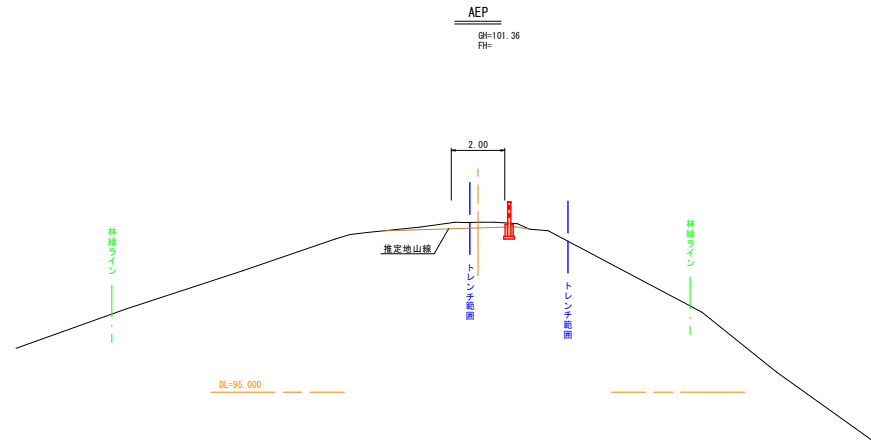 AEP
GH=101.36
FH=
2.00
林縁ライン
推定地山線
トレンチ範囲
トレンチ範囲
林縁ライン
DL=95.000